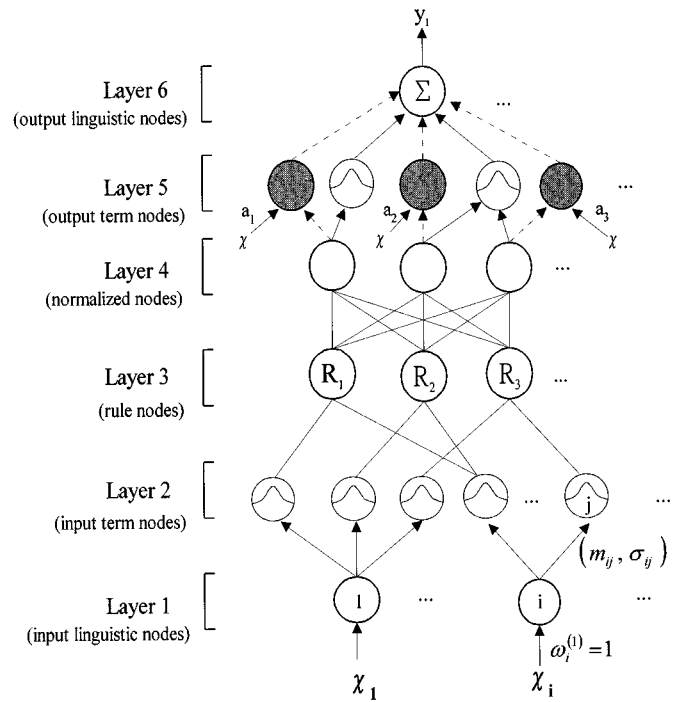 y₁
Layer 6
(output linguistic nodes)
Σ
...
Layer 5
(output term nodes)
...
a₁
χ
a₂
χ
a₃
χ
Layer 4
(normalized nodes)
...
Layer 3
(rule nodes)
R₁
R₂
R₃
...
Layer 2
(input term nodes)
...
j
...
(mᵢⱼ, σᵢⱼ)
Layer 1
(input linguistic nodes)
1
...
i
...
ωᵢ⁽¹⁾=1
χ₁
χᵢ